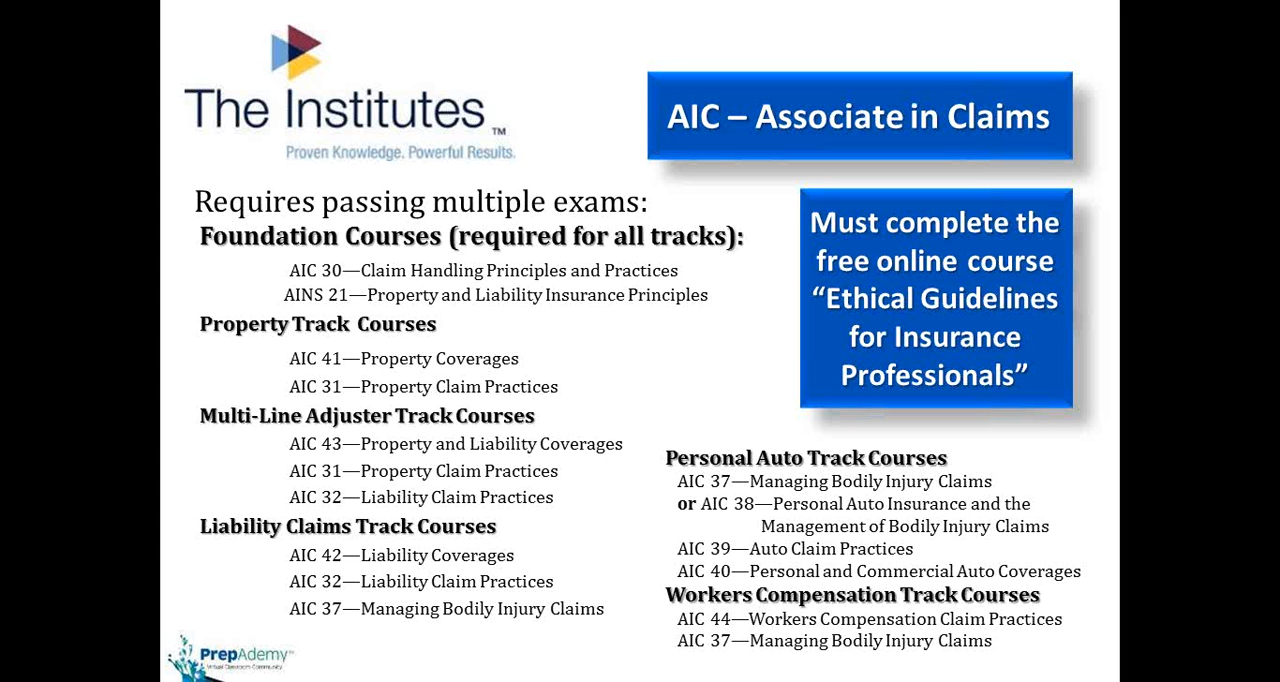 The Institutes™
Proven Knowledge. Powerful Results.
AIC – Associate in Claims
Requires passing multiple exams:
Foundation Courses (required for all tracks):
AIC 30—Claim Handling Principles and Practices
AINS 21—Property and Liability Insurance Principles
Property Track Courses
AIC 41—Property Coverages
AIC 31—Property Claim Practices
Multi-Line Adjuster Track Courses
AIC 43—Property and Liability Coverages
AIC 31—Property Claim Practices
AIC 32—Liability Claim Practices
Liability Claims Track Courses
AIC 42—Liability Coverages
AIC 32—Liability Claim Practices
AIC 37—Managing Bodily Injury Claims
Must complete the
free online course
“Ethical Guidelines
for Insurance
Professionals”
Personal Auto Track Courses
AIC 37—Managing Bodily Injury Claims
or AIC 38—Personal Auto Insurance and the
Management of Bodily Injury Claims
AIC 39—Auto Claim Practices
AIC 40—Personal and Commercial Auto Coverages
Workers Compensation Track Courses
AIC 44—Workers Compensation Claim Practices
AIC 37—Managing Bodily Injury Claims
PrepAdemy™
Virtual Classroom Community